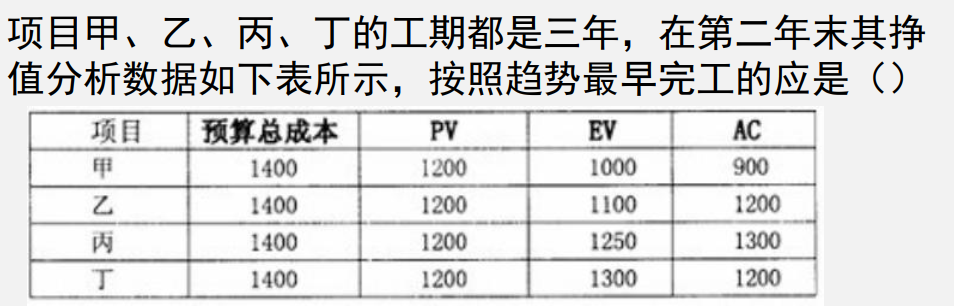 项目甲、乙、丙、丁的工期都是三年，在第二年末其挣
值分析数据如下表所示，按照趋势最早完工的应是（）
项目 预算总成本 PV EV AC
甲 1400 1200 1000 900
乙 1400 1200 1100 1200
丙 1400 1200 1250 1300
丁 1400 1200 1300 1200